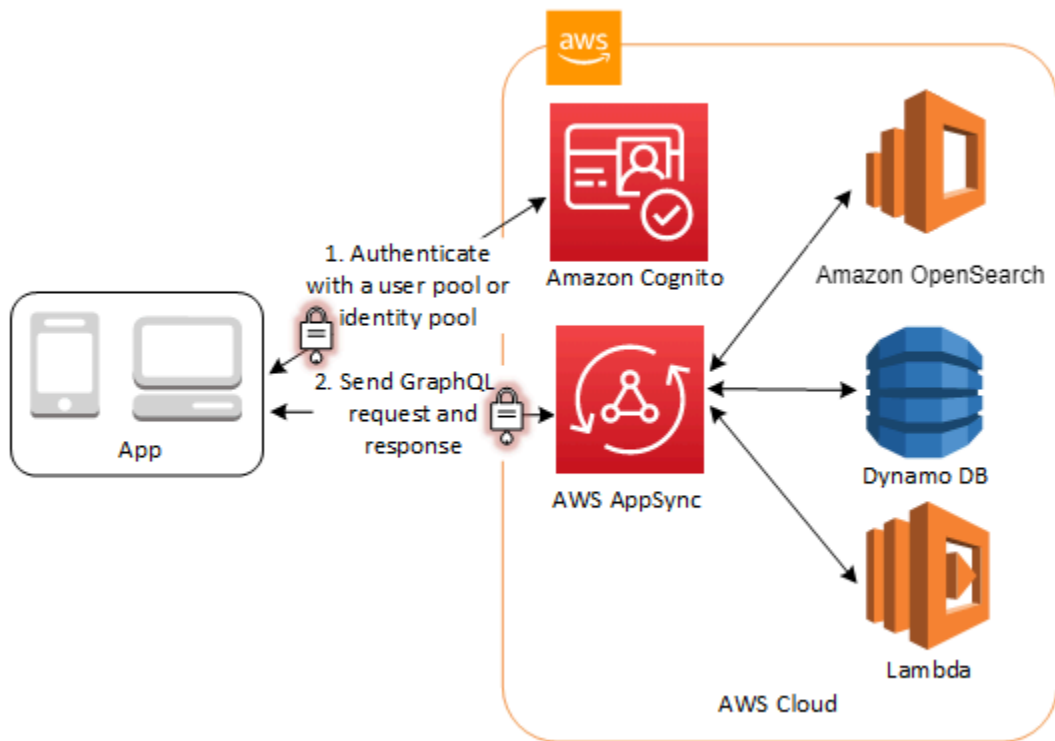 aws
1. Authenticate
with a user pool or
identity pool
Amazon Cognito
Amazon OpenSearch
2. Send GraphQL
request and
response
App
AWS AppSync
Dynamo DB
Lambda
AWS Cloud